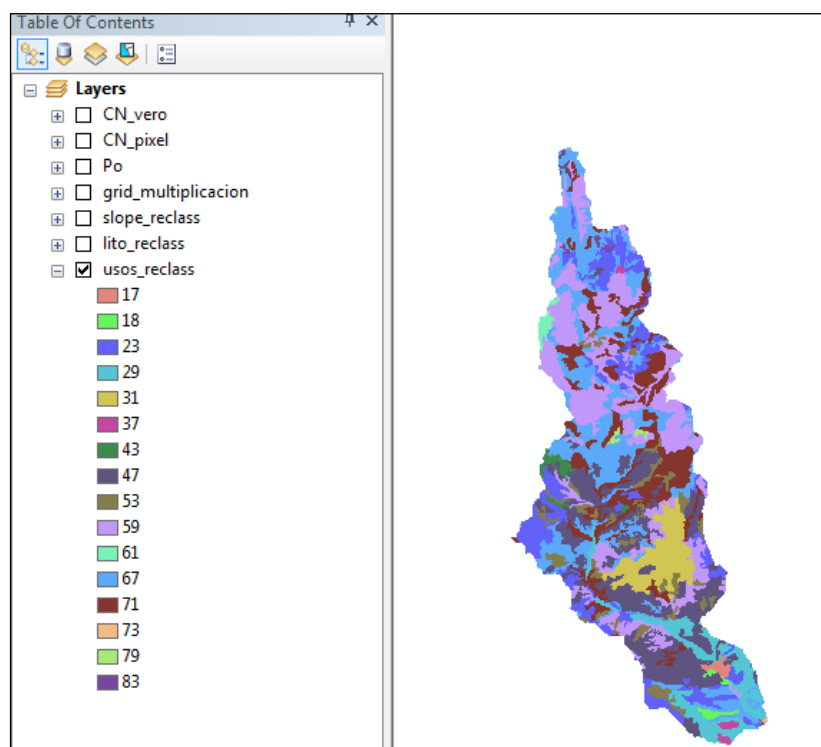 Table Of Contents
Layers
CN_vero
CN_pixel
Po
grid_multiplicacion
slope_reclass
lito_reclass
usos_reclass
17
18
23
29
31
37
43
47
53
59
61
67
71
73
79
83